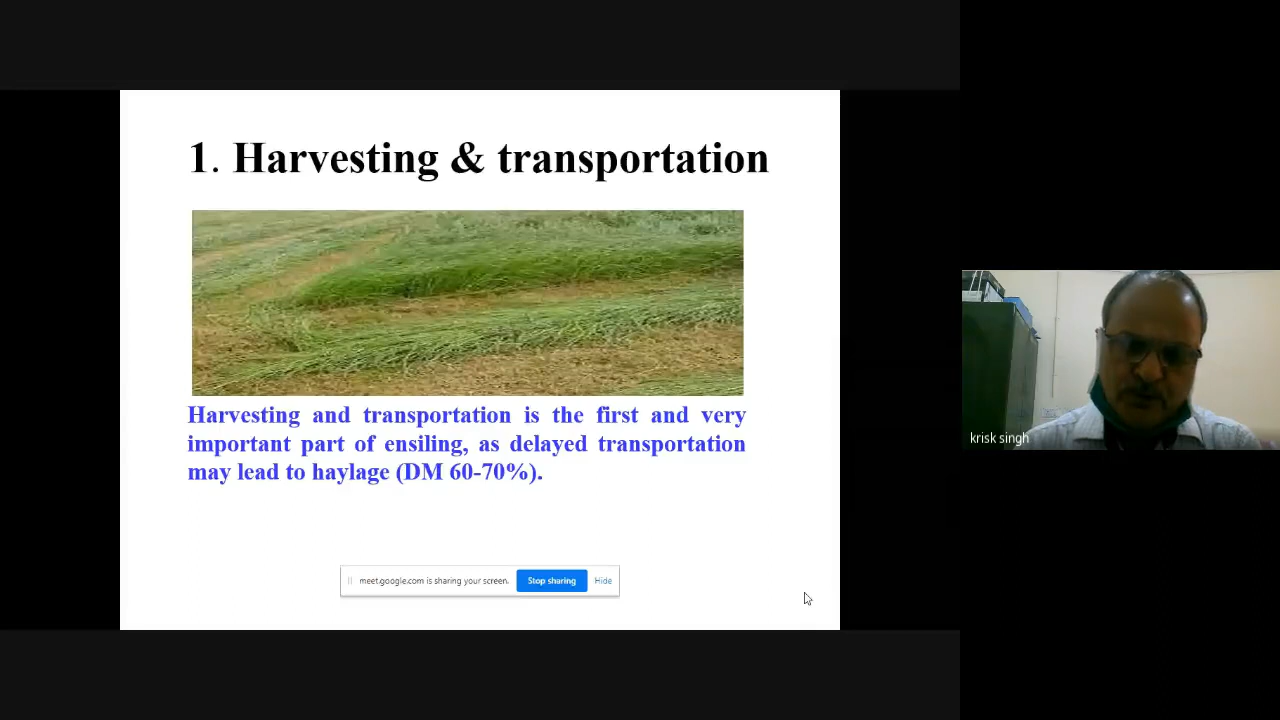 1. Harvesting & transportation
Harvesting and transportation is the first and very
important part of ensiling, as delayed transportation
may lead to haylage (DM 60-70%).
meet.google.com is sharing your screen.
Stop sharing
Hide
krisk singh